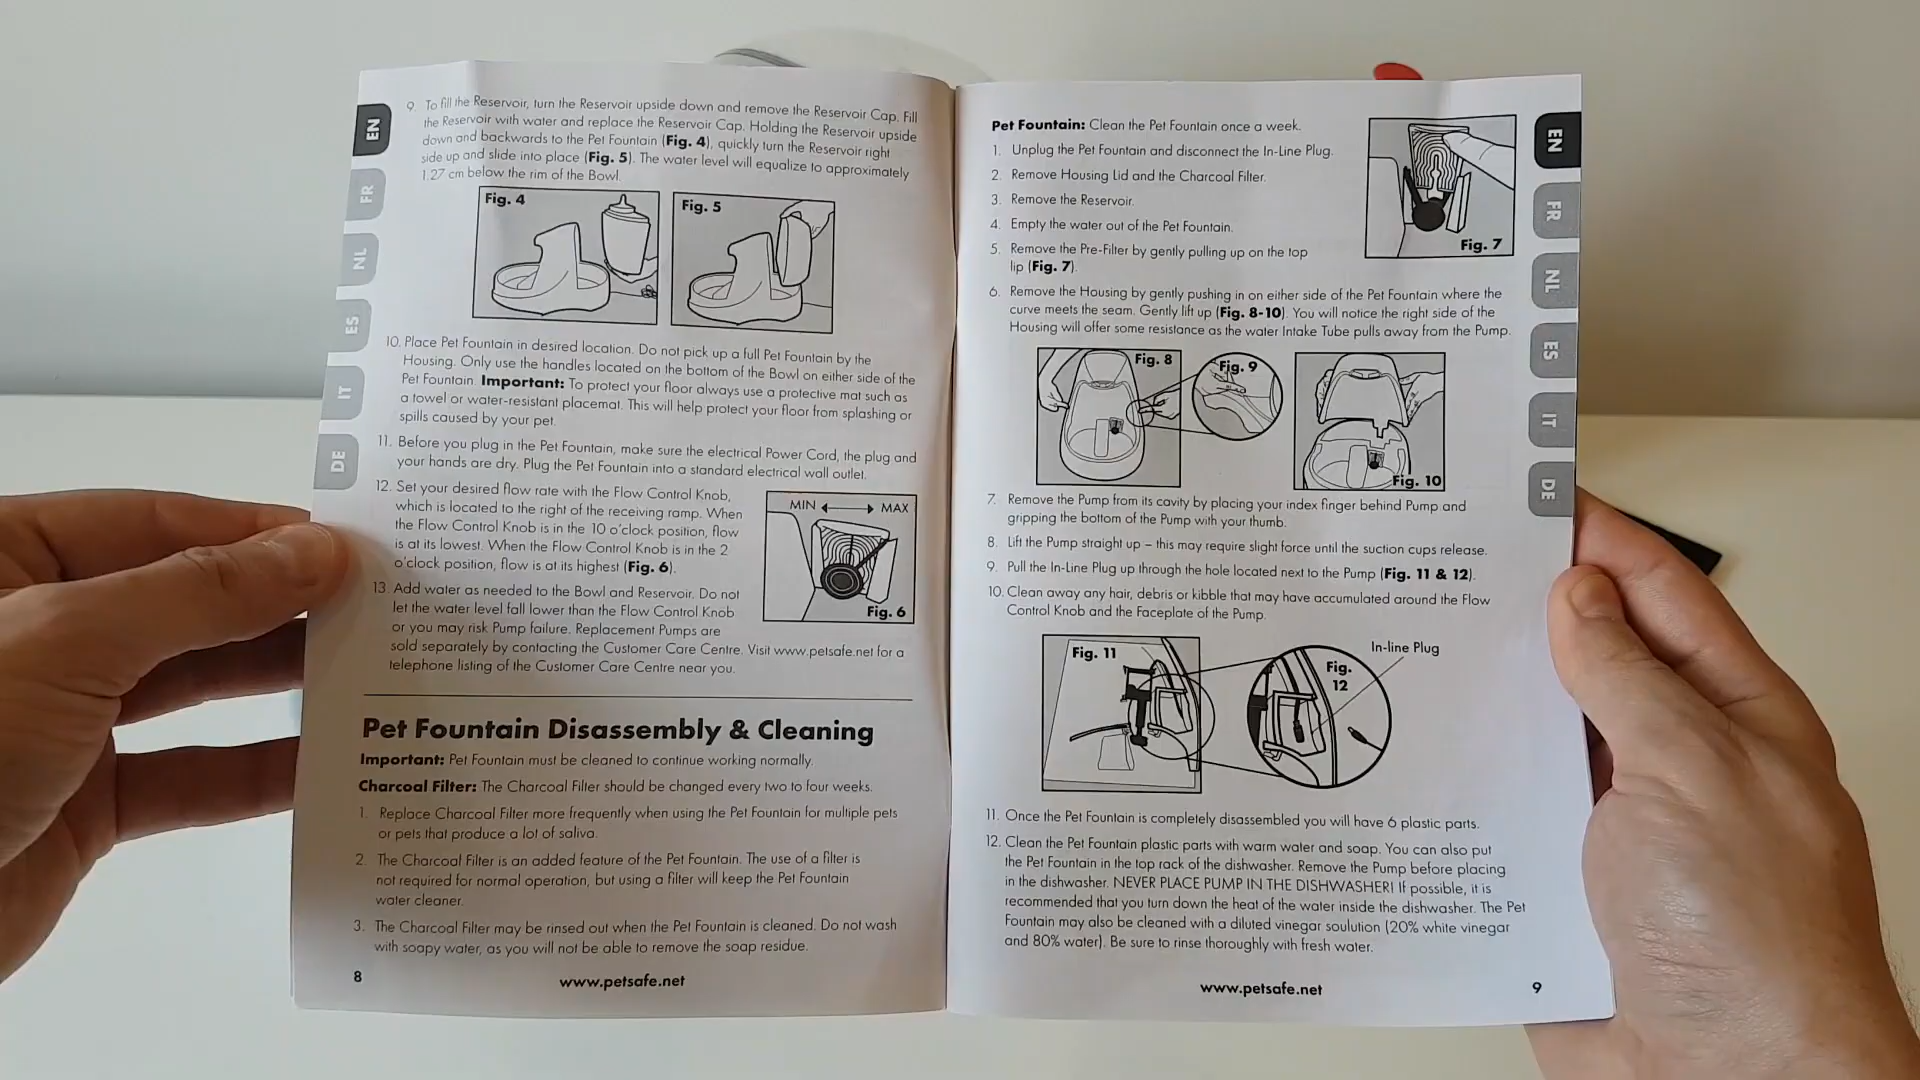 EN
FR
NL
ES
IT
DE
9. To fill the Reservoir, turn the Reservoir upside down and remove the Reservoir Cap. Fill
the Reservoir with water and replace the Reservoir Cap. Holding the Reservoir upside
down and backwards to the Pet Fountain (Fig. 4), quickly turn the Reservoir right
side up and slide into place (Fig. 5). The water level will equalize to approximately
1.27 cm below the rim of the Bowl.
Fig. 4
Fig. 5
10. Place Pet Fountain in desired location. Do not pick up a full Pet Fountain by the
Housing. Only use the handles located on the bottom of the Bowl on either side of the
Pet Fountain. Important: To protect your floor always use a protective mat such as
a towel or water-resistant placemat. This will help protect your floor from splashing or
spills caused by your pet.
11. Before you plug in the Pet Fountain, make sure the electrical Power Cord, the plug and
your hands are dry. Plug the Pet Fountain into a standard electrical wall outlet.
12. Set your desired flow rate with the Flow Control Knob,
which is located to the right of the receiving ramp. When
the Flow Control Knob is in the 10 o'clock position, flow
is at its lowest. When the Flow Control Knob is in the 2
o'clock position, flow is at its highest (Fig. 6).
MIN MAX
Fig. 6
13. Add water as needed to the Bowl and Reservoir. Do not
let the water level fall lower than the Flow Control Knob
or you may risk Pump failure. Replacement Pumps are
sold separately by contacting the Customer Care Centre. Visit www.petsafe.net for a
telephone listing of the Customer Care Centre near you.
Pet Fountain Disassembly & Cleaning
Important: Pet Fountain must be cleaned to continue working normally.
Charcoal Filter: The Charcoal Filter should be changed every two to four weeks.
1. Replace Charcoal Filter more frequently when using the Pet Fountain for multiple pets
or pets that produce a lot of saliva.
2. The Charcoal Filter is an added feature of the Pet Fountain. The use of a filter is
not required for normal operation, but using a filter will keep the Pet Fountain
water cleaner.
3. The Charcoal Filter may be rinsed out when the Pet Fountain is cleaned. Do not wash
with soapy water, as you will not be able to remove the soap residue.
8
www.petsafe.net
Pet Fountain: Clean the Pet Fountain once a week.
1. Unplug the Pet Fountain and disconnect the In-Line Plug.
2. Remove Housing Lid and the Charcoal Filter.
3. Remove the Reservoir.
4. Empty the water out of the Pet Fountain.
5. Remove the Pre-Filter by gently pulling up on the top
lip (Fig. 7).
Fig. 7
6. Remove the Housing by gently pushing in on either side of the Pet Fountain where the
curve meets the seam. Gently lift up (Fig. 8-10). You will notice the right side of the
Housing will offer some resistance as the water Intake Tube pulls away from the Pump.
Fig. 8
Fig. 9
Fig. 10
7. Remove the Pump from its cavity by placing your index finger behind Pump and
gripping the bottom of the Pump with your thumb.
8. Lift the Pump straight up – this may require slight force until the suction cups release.
9. Pull the In-Line Plug up through the hole located next to the Pump (Fig. 11 & 12).
10. Clean away any hair, debris or kibble that may have accumulated around the Flow
Control Knob and the Faceplate of the Pump.
Fig. 11
Fig.
12
In-line Plug
11. Once the Pet Fountain is completely disassembled you will have 6 plastic parts.
12. Clean the Pet Fountain plastic parts with warm water and soap. You can also put
the Pet Fountain in the top rack of the dishwasher. Remove the Pump before placing
in the dishwasher. NEVER PLACE PUMP IN THE DISHWASHER! If possible, it is
recommended that you turn down the heat of the water inside the dishwasher. The Pet
Fountain may also be cleaned with a diluted vinegar soulution (20% white vinegar
and 80% water). Be sure to rinse thoroughly with fresh water.
www.petsafe.net
9
EN
FR
NL
ES
IT
DE